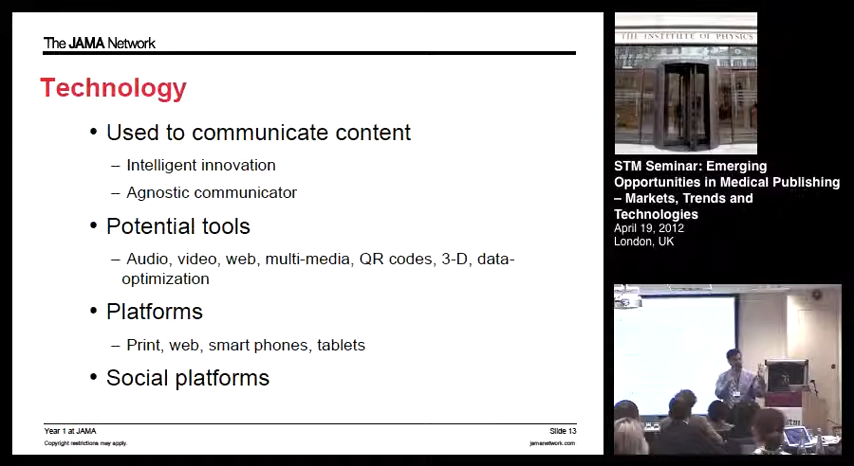 The JAMA Network
Technology
• Used to communicate content
– Intelligent innovation
– Agnostic communicator
• Potential tools
– Audio, video, web, multi-media, QR codes, 3-D, data-
optimization
• Platforms
– Print, web, smart phones, tablets
• Social platforms
Year 1 at JAMA
Slide 13
Copyright restrictions may apply.
jamanetwork.com
THE INSTITUTE OF PHYSICS
STM Seminar: Emerging
Opportunities in Medical Publishing
– Markets, Trends and
Technologies
April 19, 2012
London, UK
stm